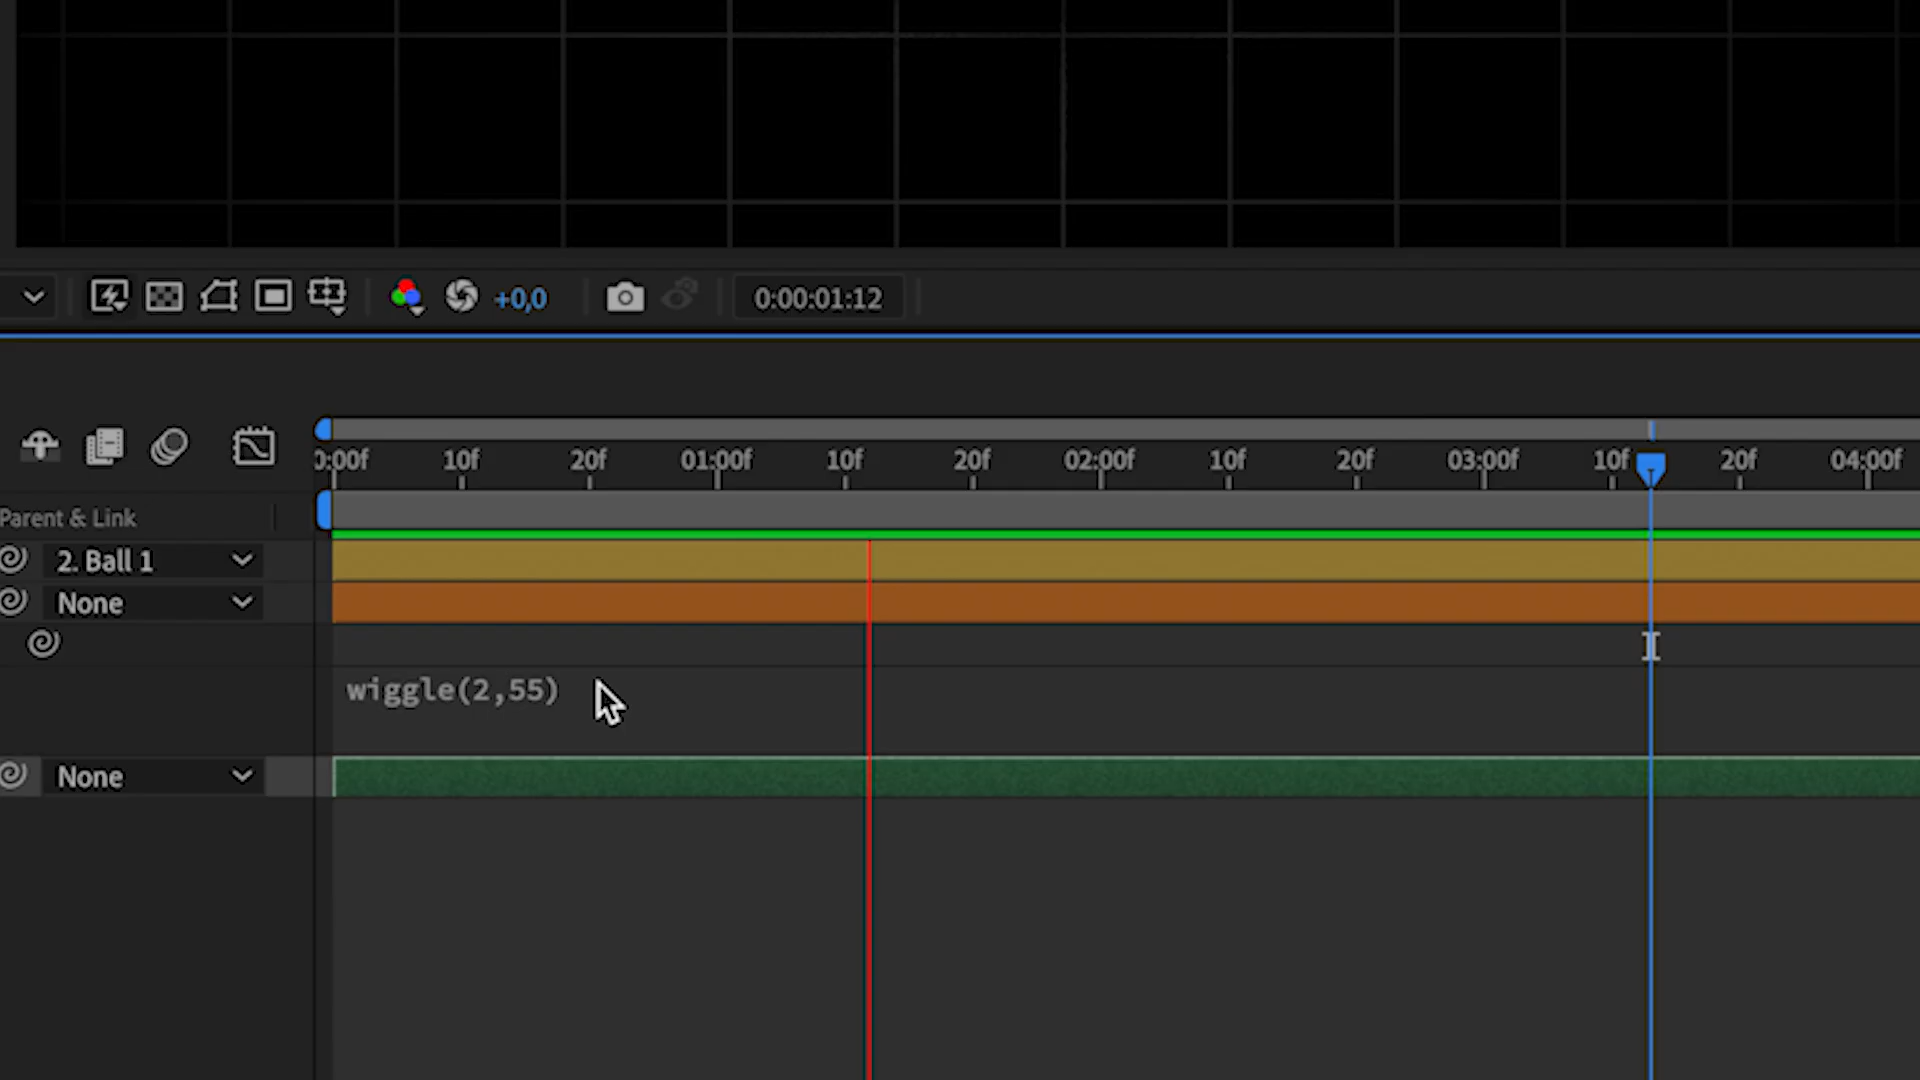 +0,0 0:00:01:12
0:00f 10f 20f 01:00f 10f 20f 02:00f 10f 20f 03:00f 10f 20f 04:00f
Parent & Link
2. Ball 1
None
wiggle(2,55)
None